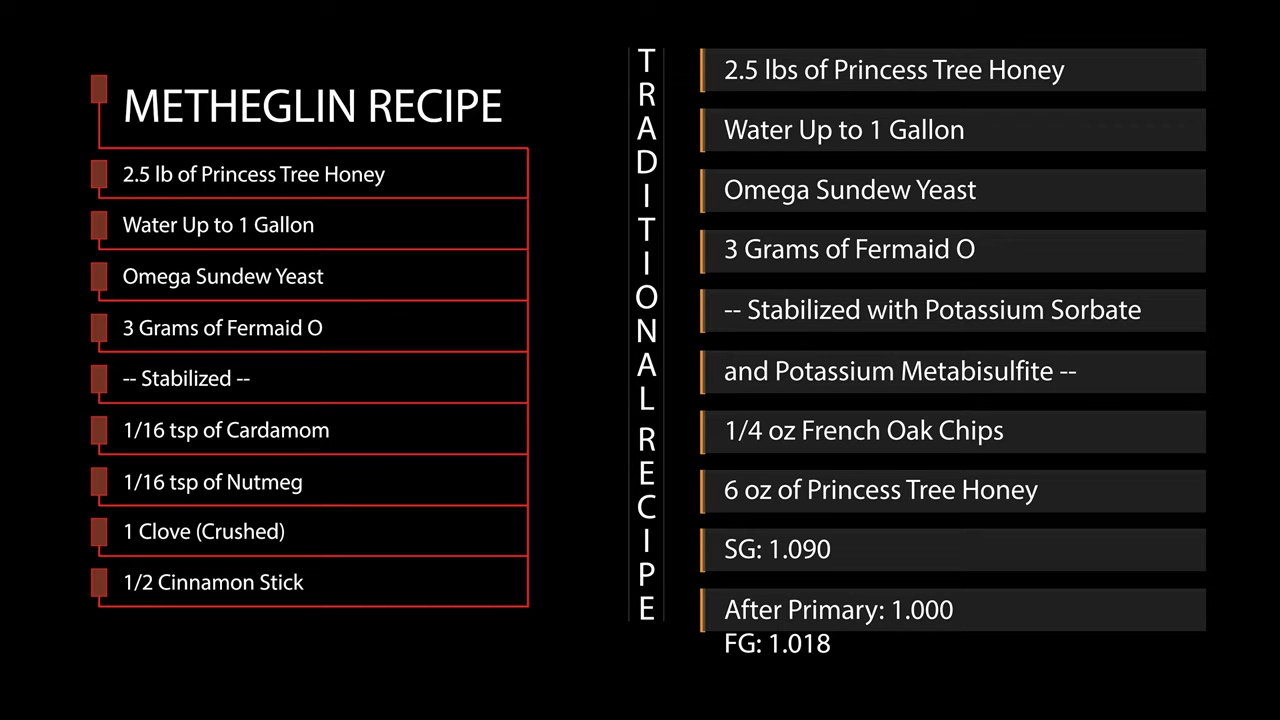 METHEGLIN RECIPE
2.5 lb of Princess Tree Honey
Water Up to 1 Gallon
Omega Sundew Yeast
3 Grams of Fermaid O
-- Stabilized --
1/16 tsp of Cardamom
1/16 tsp of Nutmeg
1 Clove (Crushed)
1/2 Cinnamon Stick
TRADITIONAL RECIPE
2.5 lbs of Princess Tree Honey
Water Up to 1 Gallon
Omega Sundew Yeast
3 Grams of Fermaid O
-- Stabilized with Potassium Sorbate
and Potassium Metabisulfite --
1/4 oz French Oak Chips
6 oz of Princess Tree Honey
SG: 1.090
After Primary: 1.000
FG: 1.018